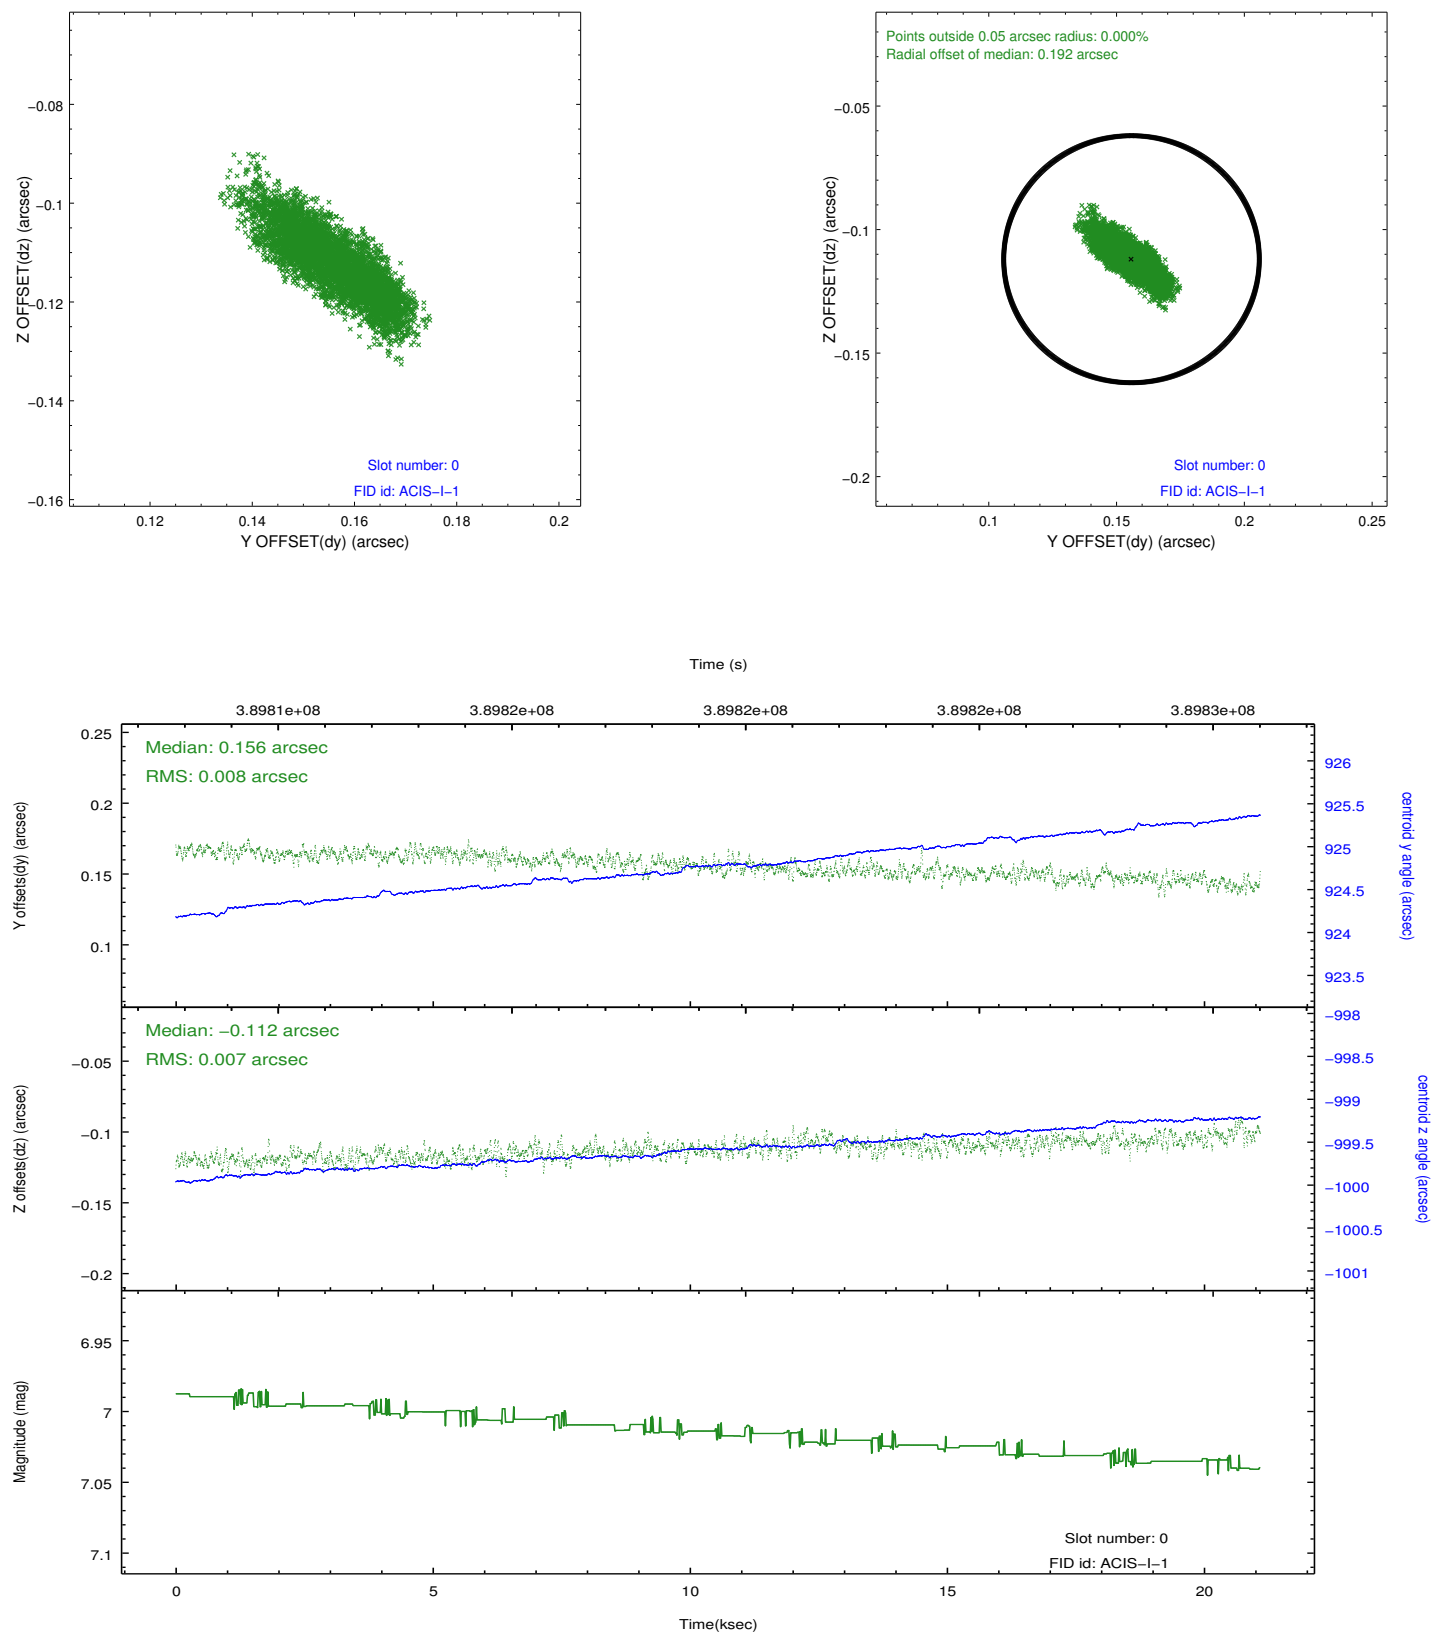 −0.08
−0.1
−0.12
−0.14
−0.16
Z OFFSET(dz) (arcsec)
Slot number: 0
FID id: ACIS−I−1
0.12 0.14 0.16 0.18 0.2
Y OFFSET(dy) (arcsec)
Points outside 0.05 arcsec radius: 0.000%
Radial offset of median: 0.192 arcsec
−0.05
−0.1
−0.15
−0.2
Z OFFSET(dz) (arcsec)
Slot number: 0
FID id: ACIS−I−1
0.1 0.15 0.2 0.25
Y OFFSET(dy) (arcsec)
Time (s)
3.8981e+08 3.8982e+08 3.8982e+08 3.8982e+08 3.8983e+08
Median: 0.156 arcsec
RMS: 0.008 arcsec
0.25
0.2
0.15
0.1
Y offsets(dy) (arcsec)
926
925.5
925
924.5
924
923.5
centroid y angle (arcsec)
Median: −0.112 arcsec
RMS: 0.007 arcsec
−0.05
−0.1
−0.15
−0.2
Z offsets(dz) (arcsec)
−998
−998.5
−999
−999.5
−1000
−1000.5
−1001
centroid z angle (arcsec)
6.95
7
7.05
7.1
Magnitude (mag)
Slot number: 0
FID id: ACIS−I−1
0 5 10 15 20
Time(ksec)